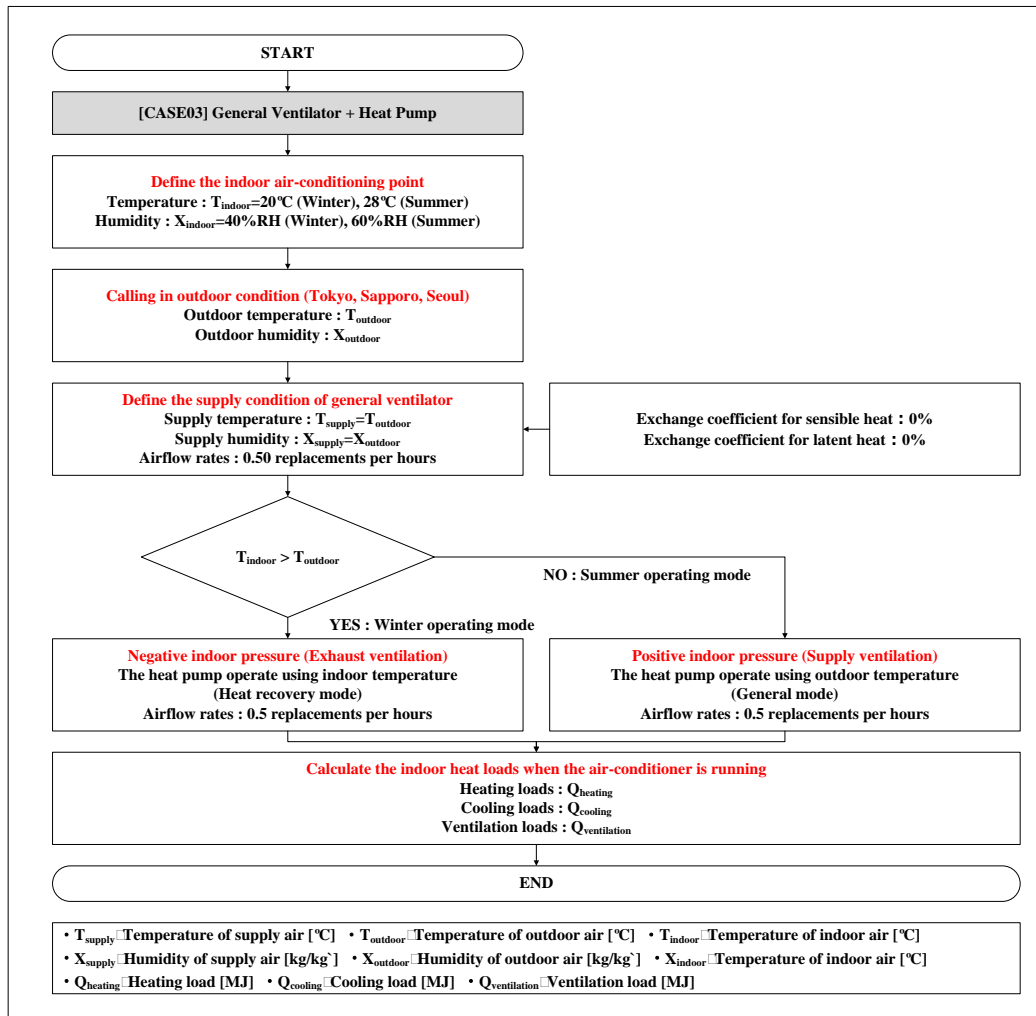 START
[CASE03] General Ventilator + Heat Pump
Define the indoor air-conditioning point
Temperature : Tindoor=20℃ (Winter), 28℃ (Summer)
Humidity : Xindoor=40%RH (Winter), 60%RH (Summer)
Calling in outdoor condition (Tokyo, Sapporo, Seoul)
Outdoor temperature : Toutdoor
Outdoor humidity : Xoutdoor
Define the supply condition of general ventilator
Supply temperature : Tsupply=Toutdoor
Supply humidity : Xsupply=Xoutdoor
Airflow rates : 0.50 replacements per hours
Exchange coefficient for sensible heat : 0%
Exchange coefficient for latent heat : 0%
Tindoor > Toutdoor
NO : Summer operating mode
YES : Winter operating mode
Negative indoor pressure (Exhaust ventilation)
The heat pump operate using indoor temperature
(Heat recovery mode)
Airflow rates : 0.5 replacements per hours
Positive indoor pressure (Supply ventilation)
The heat pump operate using outdoor temperature
(General mode)
Airflow rates : 0.5 replacements per hours
Calculate the indoor heat loads when the air-conditioner is running
Heating loads : Qheating
Cooling loads : Qcooling
Ventilation loads : Qventilation
END
・Tsupply□Temperature of supply air [℃] ・Toutdoor□Temperature of outdoor air [℃] ・Tindoor□Temperature of indoor air [℃]
・Xsupply□Humidity of supply air [kg/kg`] ・Xoutdoor□Humidity of outdoor air [kg/kg`] ・Xindoor□Temperature of indoor air [℃]
・Qheating□Heating load [MJ] ・Qcooling□Cooling load [MJ] ・Qventilation□Ventilation load [MJ]